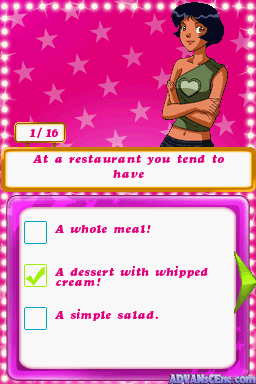 1/16
At a restaurant you tend to
have
A whole meal!
A dessert with whipped
cream!
A simple salad.
ADVANsCEne.com